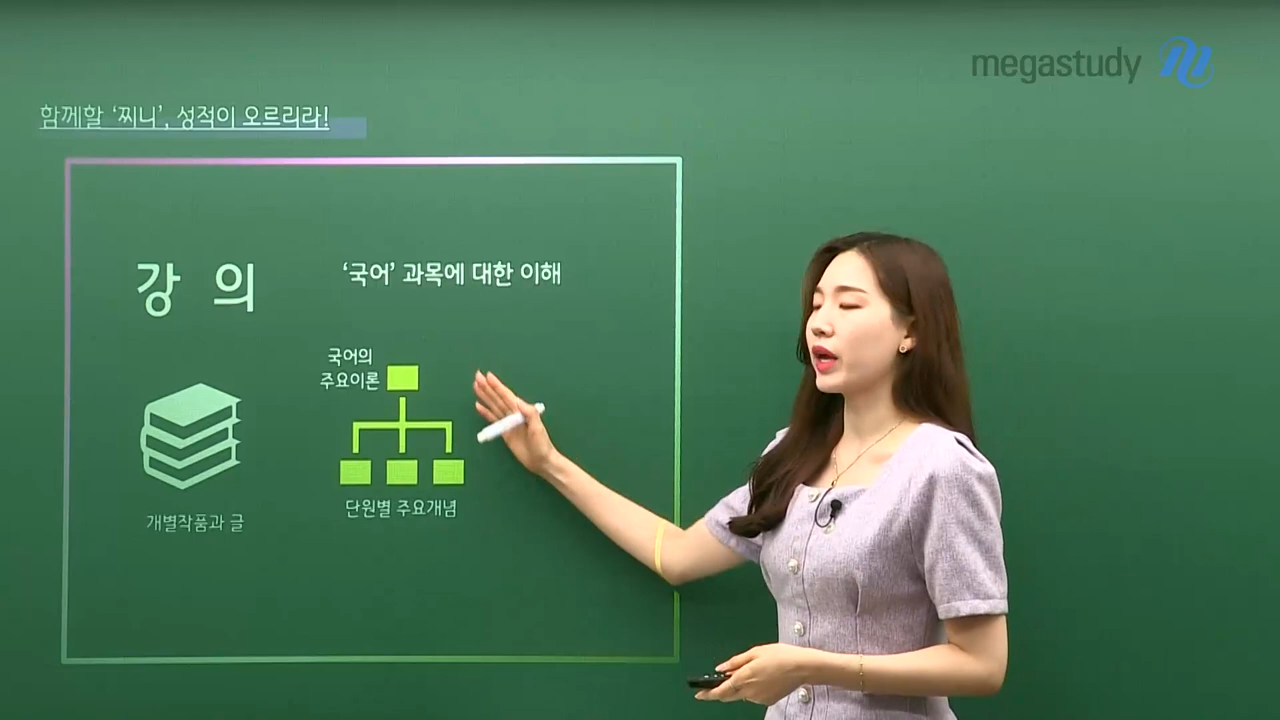 megastudy
함께할 ‘찌니’, 성적이 오르리라!
강 의
‘국어’ 과목에 대한 이해
국어의
주요이론
개별작품과 글
단원별 주요개념